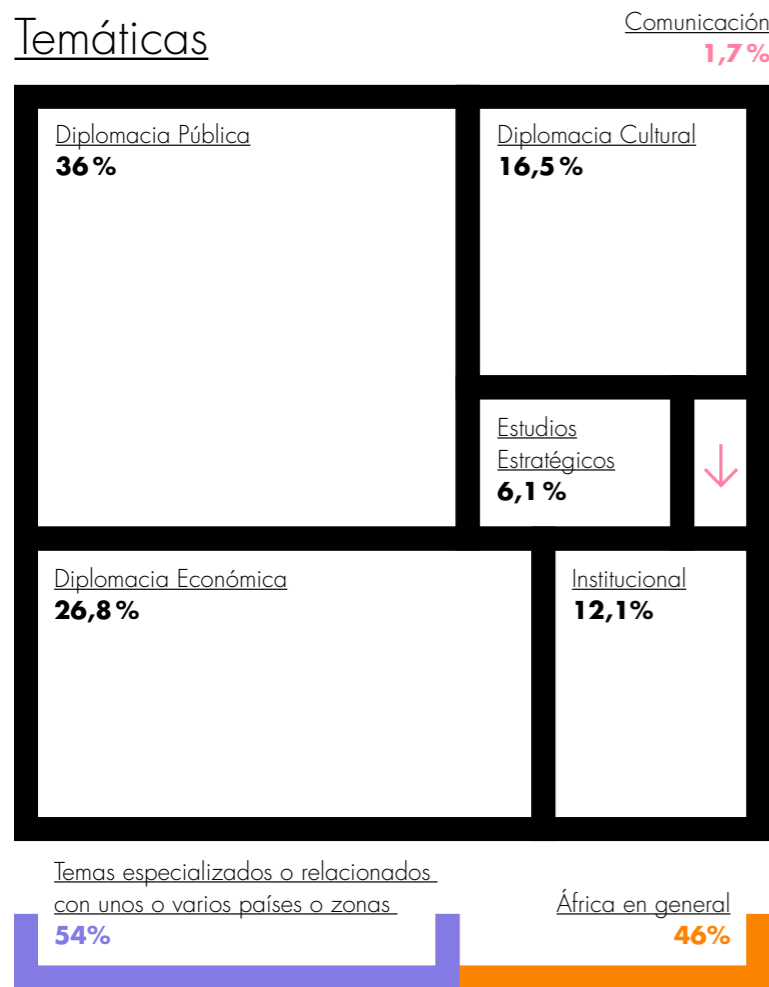 Temáticas
Comunicación
1,7 %
Diplomacia Pública
36 %
Diplomacia Cultural
16,5 %
Estudios
Estratégicos
6,1 %
Diplomacia Económica
26,8 %
Institucional
12,1%
Temas especializados o relacionados
con unos o varios países o zonas
54%
África en general
46%